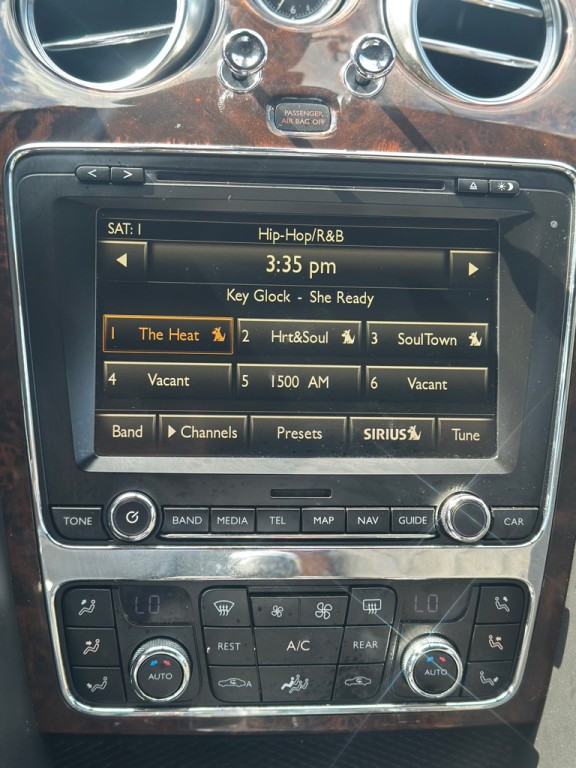 PASSENGER
AIR BAG OFF
< >
SAT: 1 Hip-Hop/R&B
3:35 pm
Key Glock - She Ready
1 The Heat 2 Hrt&Soul 3 SoulTown
4 Vacant 5 1500 AM 6 Vacant
Band Channels Presets SIRIUS Tune
TONE BAND MEDIA TEL MAP NAV GUIDE CAR
LO LO
REST A/C REAR
AUTO A AUTO